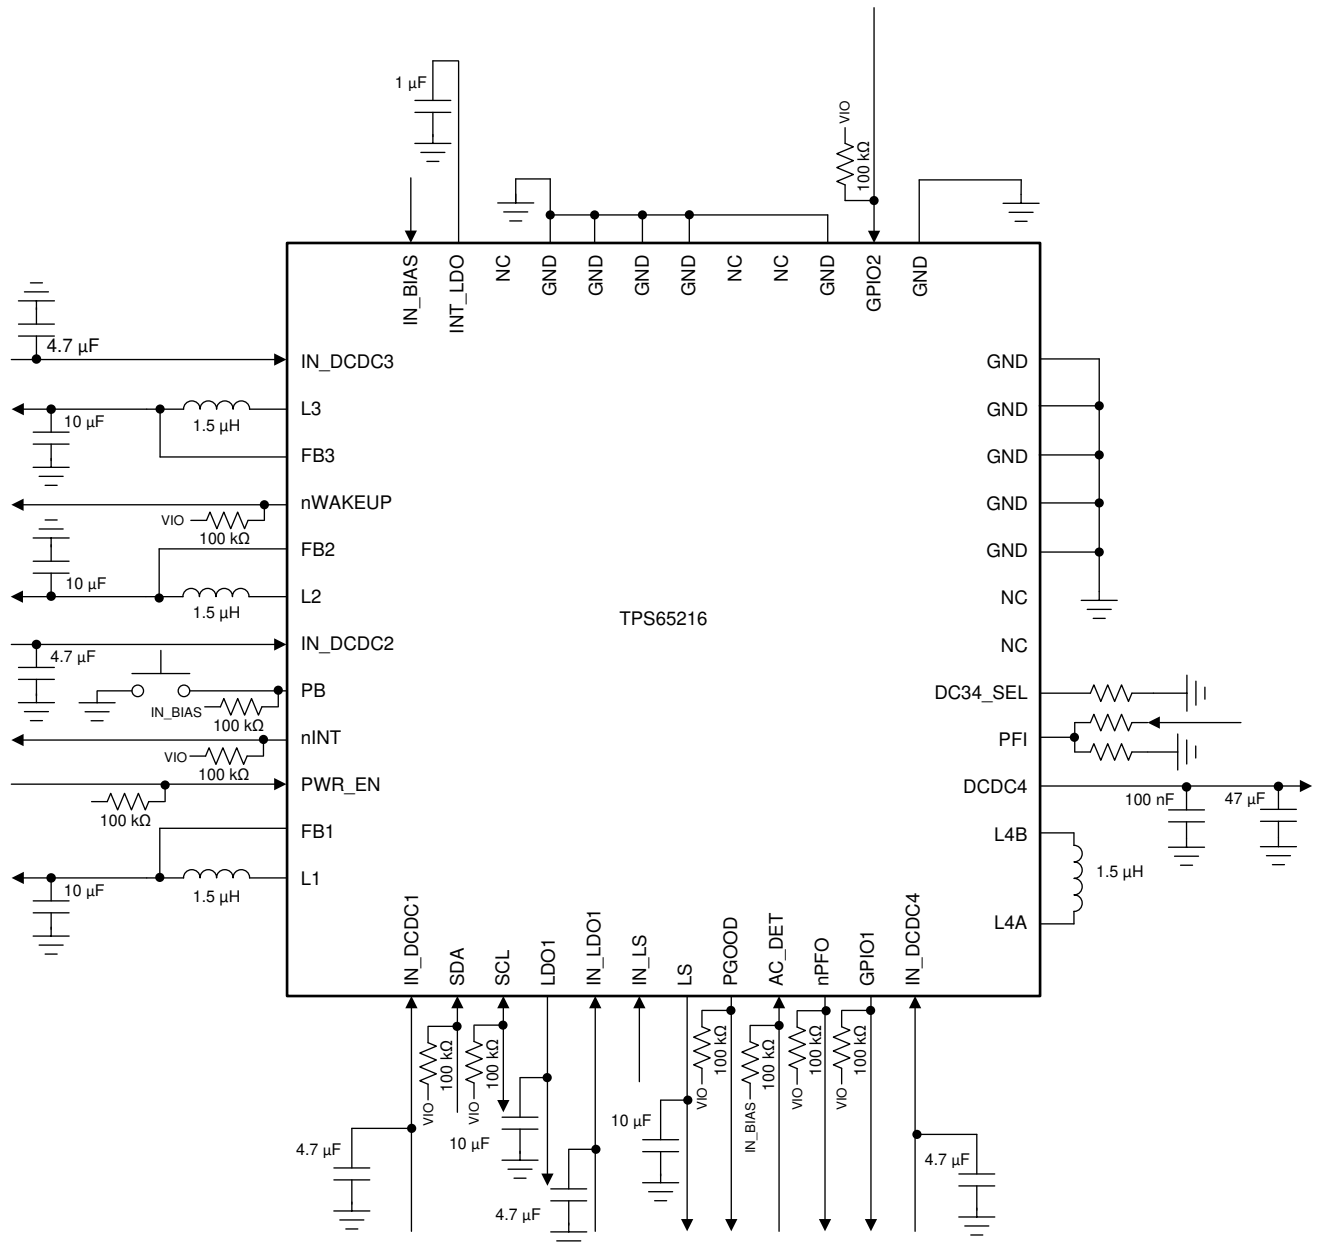 1 µF
VIO
100 kΩ
IN_BIAS
INT_LDO
NC
GND
GND
GND
GND
NC
NC
GND
GPIO2
GND
4.7 µF
IN_DCDC3
10 µF
1.5 µH
L3
FB3
nWAKEUP
VIO
100 kΩ
FB2
10 µF
1.5 µH
L2
IN_DCDC2
4.7 µF
PB
IN_BIAS
100 kΩ
nINT
VIO
100 kΩ
PWR_EN
100 kΩ
FB1
10 µF
1.5 µH
L1
TPS65216
GND
GND
GND
GND
GND
NC
NC
DC34_SEL
PFI
DCDC4
100 nF
47 µF
L4B
1.5 µH
L4A
IN_DCDC1
SDA
SCL
LDO1
IN_LDO1
IN_LS
LS
PGOOD
AC_DET
nPFO
GPIO1
IN_DCDC4
4.7 µF
VIO
100 kΩ
VIO
100 kΩ
10 µF
4.7 µF
10 µF
VIO
100 kΩ
IN_BIAS
100 kΩ
VIO
100 kΩ
VIO
100 kΩ
4.7 µF